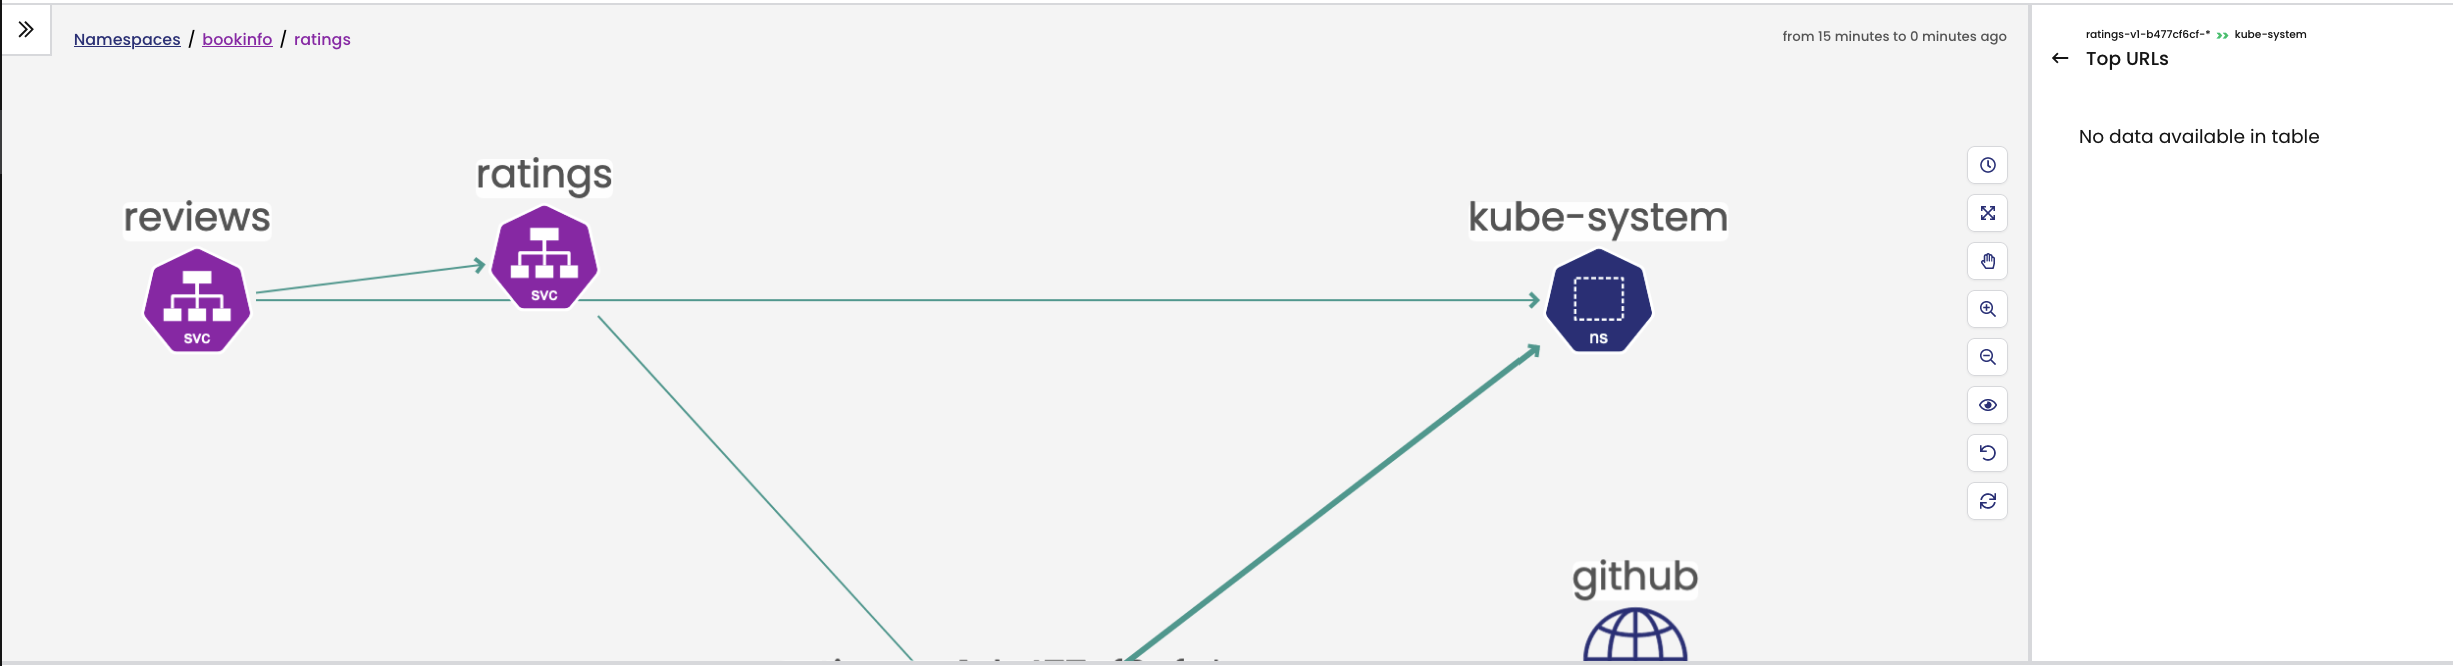 Namespaces / bookinfo / ratings
from 15 minutes to 0 minutes ago
ratings-v1-b477cf6cf-* >> kube-system
Top URLs
No data available in table
ratings
reviews
kube-system
svc
svc
ns
github